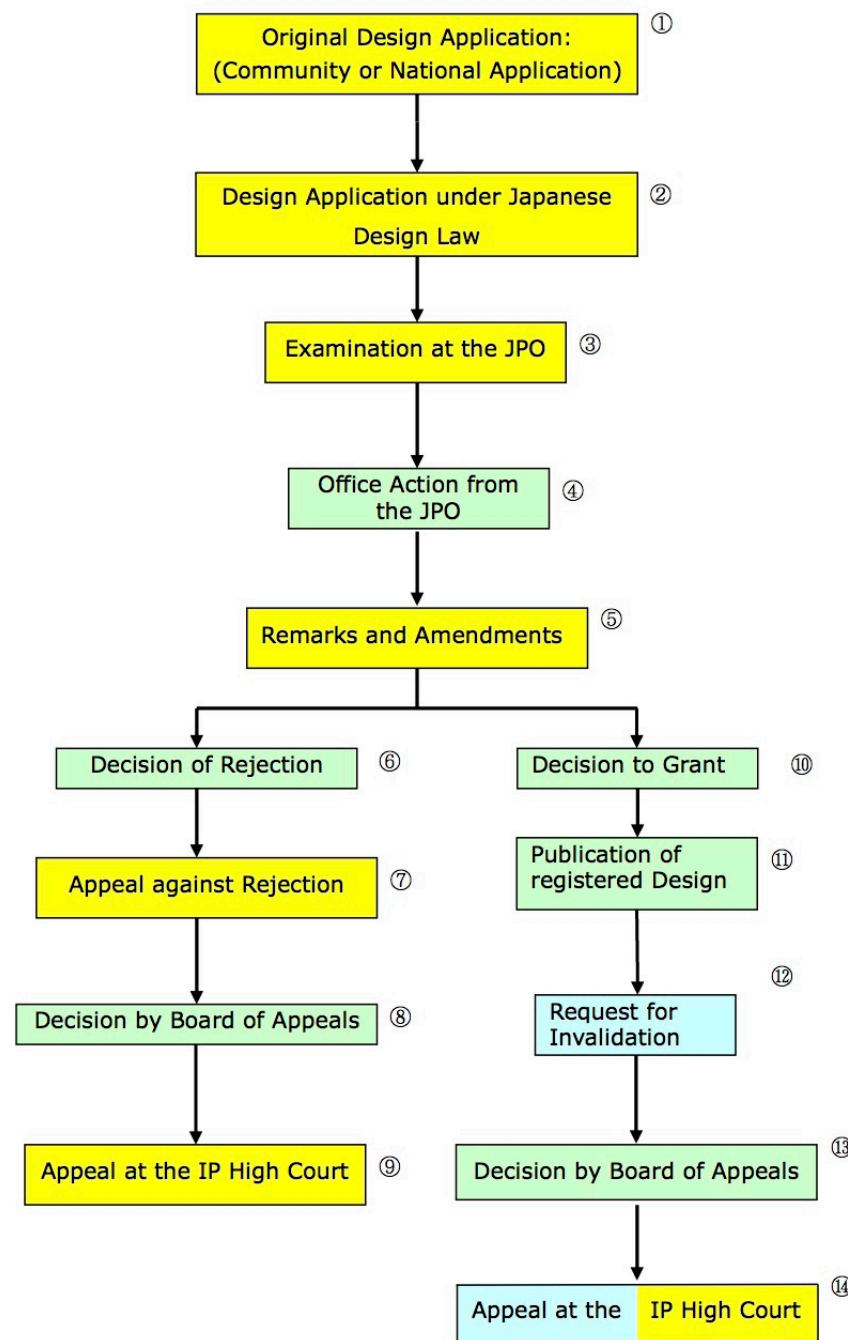 Original Design Application:
(Community or National Application)
①
Design Application under Japanese
Design Law
②
Examination at the JPO
③
Office Action from
the JPO
④
Remarks and Amendments
⑤
Decision of Rejection
⑥
Appeal against Rejection
⑦
Decision by Board of Appeals
⑧
Appeal at the IP High Court
⑨
Decision to Grant
⑩
Publication of
registered Design
⑪
Request for
Invalidation
⑫
Decision by Board of Appeals
⑬
Appeal at the IP High Court
⑭